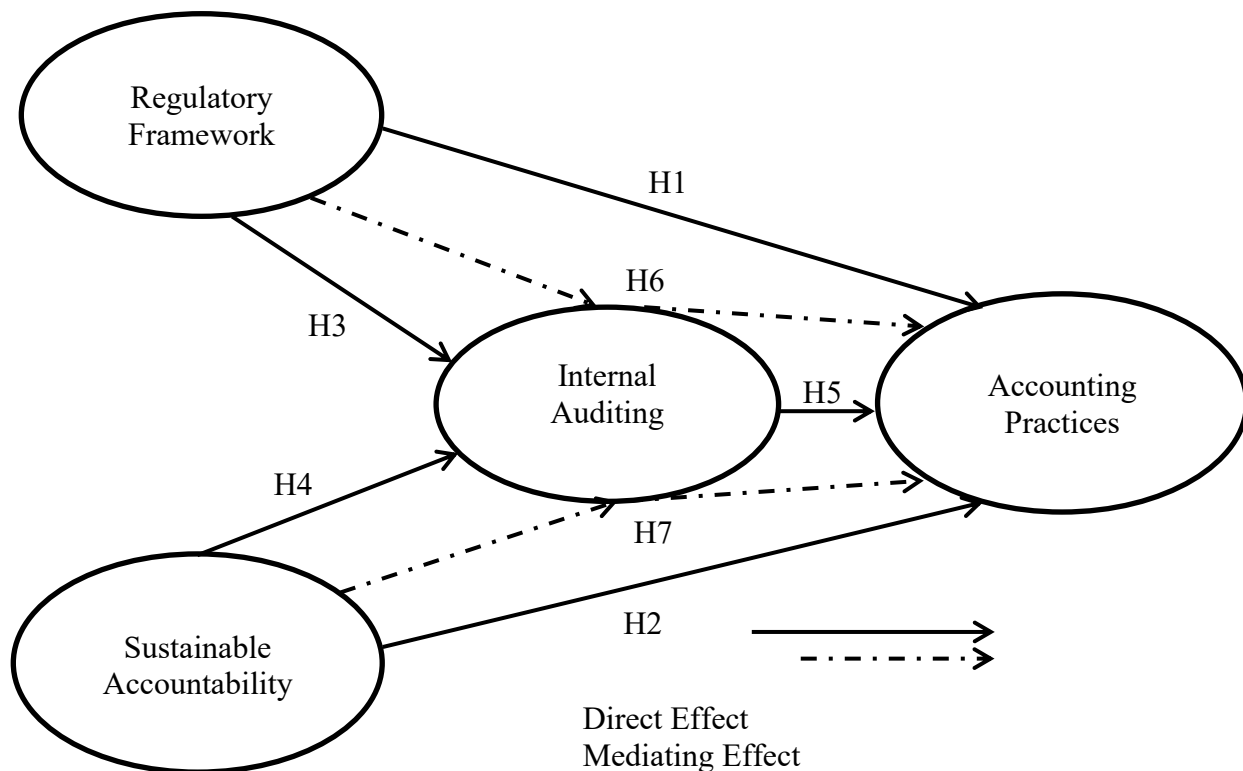 Regulatory
Framework
H1
H6
H3
Internal
Auditing
H5
Accounting
Practices
H4
H7
H2
Sustainable
Accountability
Direct Effect
Mediating Effect